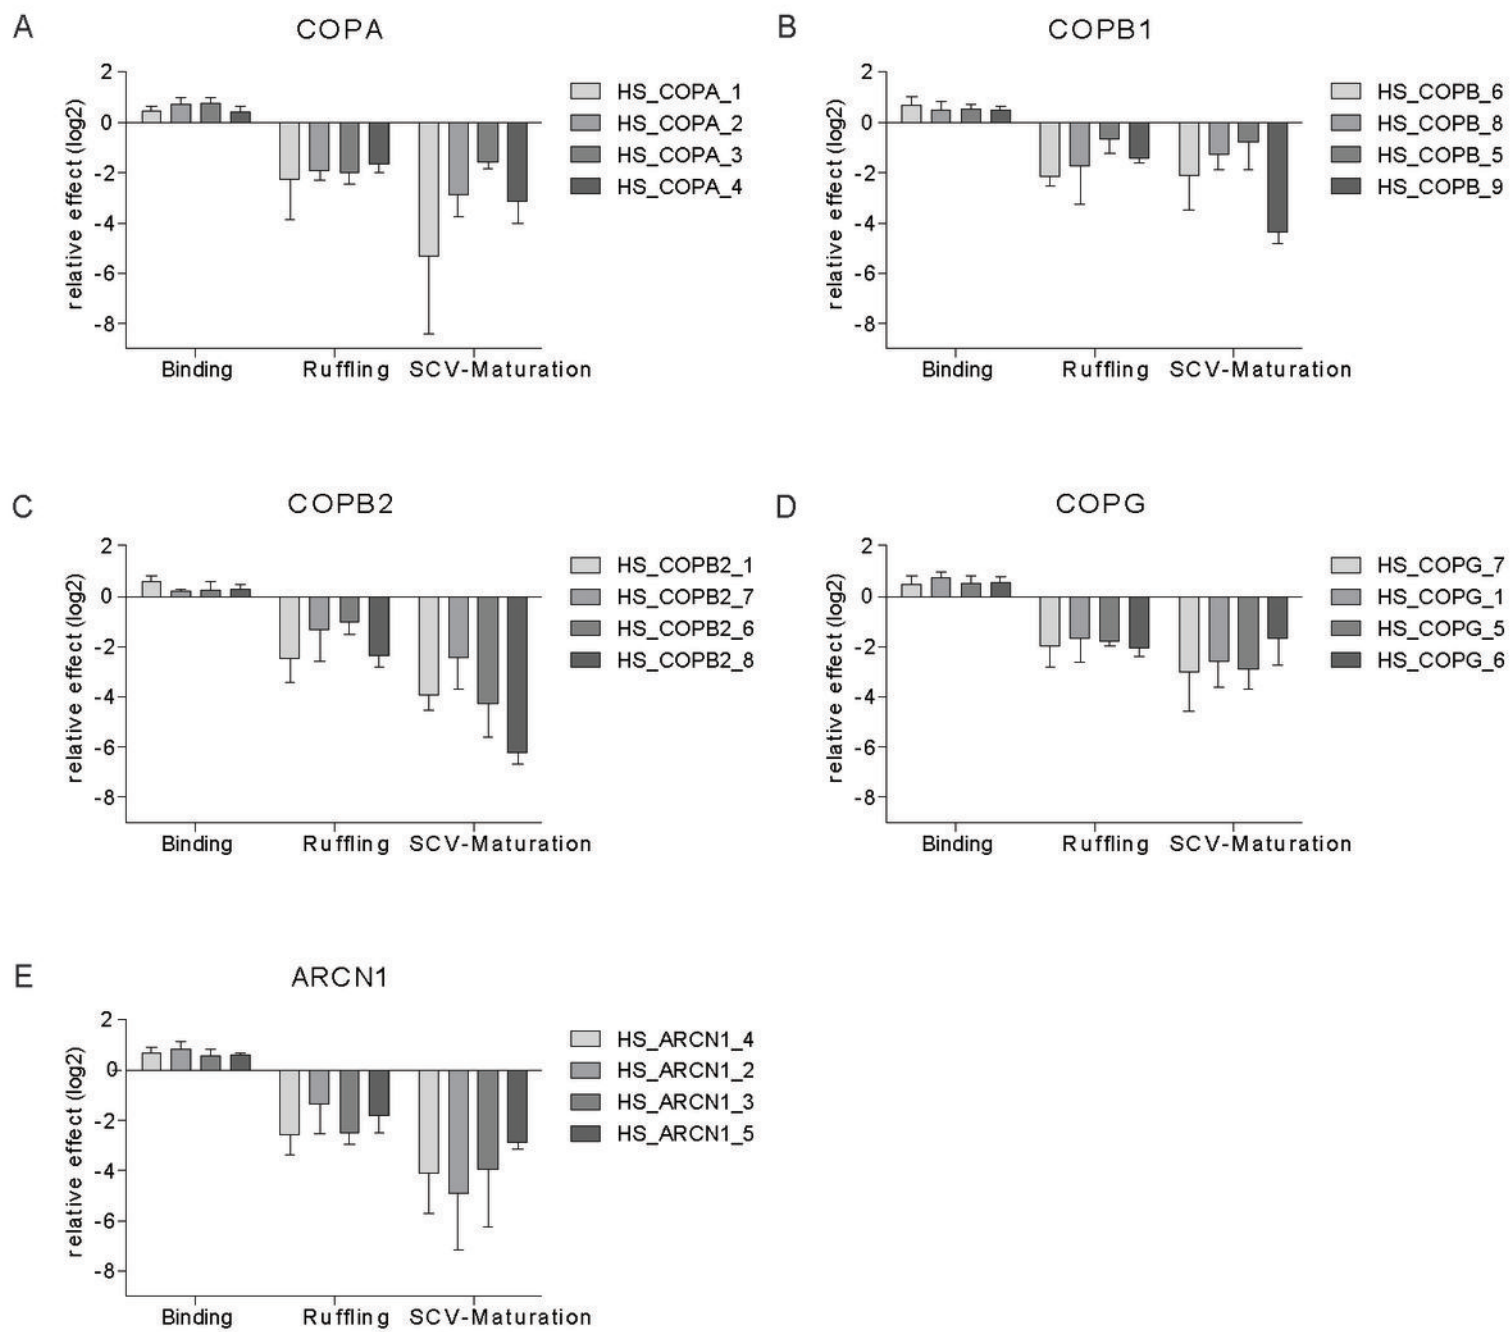 A
COPA
relative effect (log2)
2
0
-2
-4
-6
-8
Binding
Ruffling
SCV-Maturation
HS_COPA_1
HS_COPA_2
HS_COPA_3
HS_COPA_4
B
COPB1
relative effect (log2)
2
0
-2
-4
-6
-8
Binding
Ruffling
SCV-Maturation
HS_COPB_6
HS_COPB_8
HS_COPB_5
HS_COPB_9
C
COPB2
relative effect (log2)
2
0
-2
-4
-6
-8
Binding
Ruffling
SCV-Maturation
HS_COPB2_1
HS_COPB2_7
HS_COPB2_6
HS_COPB2_8
D
COPG
relative effect (log2)
2
0
-2
-4
-6
-8
Binding
Ruffling
SCV-Maturation
HS_COPG_7
HS_COPG_1
HS_COPG_5
HS_COPG_6
E
ARCN1
relative effect (log2)
2
0
-2
-4
-6
-8
Binding
Ruffling
SCV-Maturation
HS_ARCN1_4
HS_ARCN1_2
HS_ARCN1_3
HS_ARCN1_5